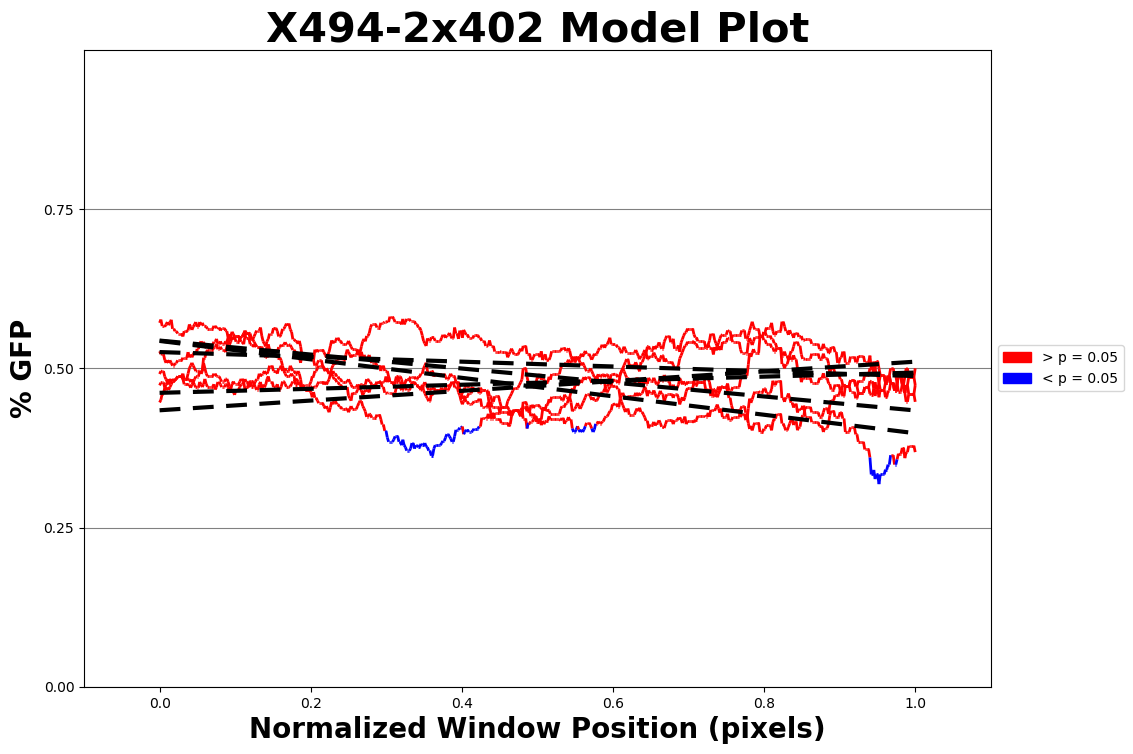 X494-2x402 Model Plot
% GFP
0.75
0.50
0.25
0.00
0.0 0.2 0.4 0.6 0.8 1.0
Normalized Window Position (pixels)
> p = 0.05
< p = 0.05